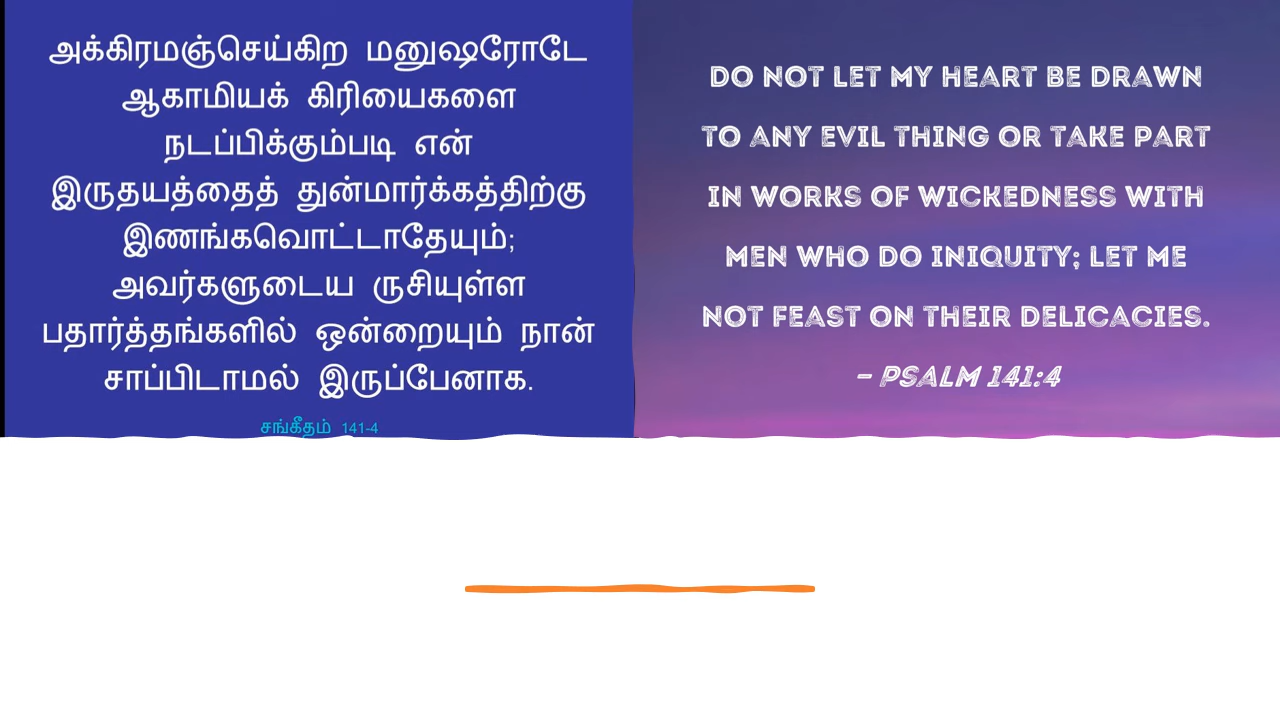 அக்கிரமஞ்செய்கிற மனுஷரோடே
ஆகாமியக் கிரியைகளை
நடப்பிக்கும்படி என்
இருதயத்தைத் துன்மார்க்கத்திற்கு
இணங்கவொட்டாதேயும்;
அவர்களுடைய ருசியுள்ள
பதார்த்தங்களில் ஒன்றையும் நான்
சாப்பிடாமல் இருப்பேனாக.
சங்கீதம் 141-4
DO NOT LET MY HEART BE DRAWN
TO ANY EVIL THING OR TAKE PART
IN WORKS OF WICKEDNESS WITH
MEN WHO DO INIQUITY; LET ME
NOT FEAST ON THEIR DELICACIES.
– PSALM 141:4